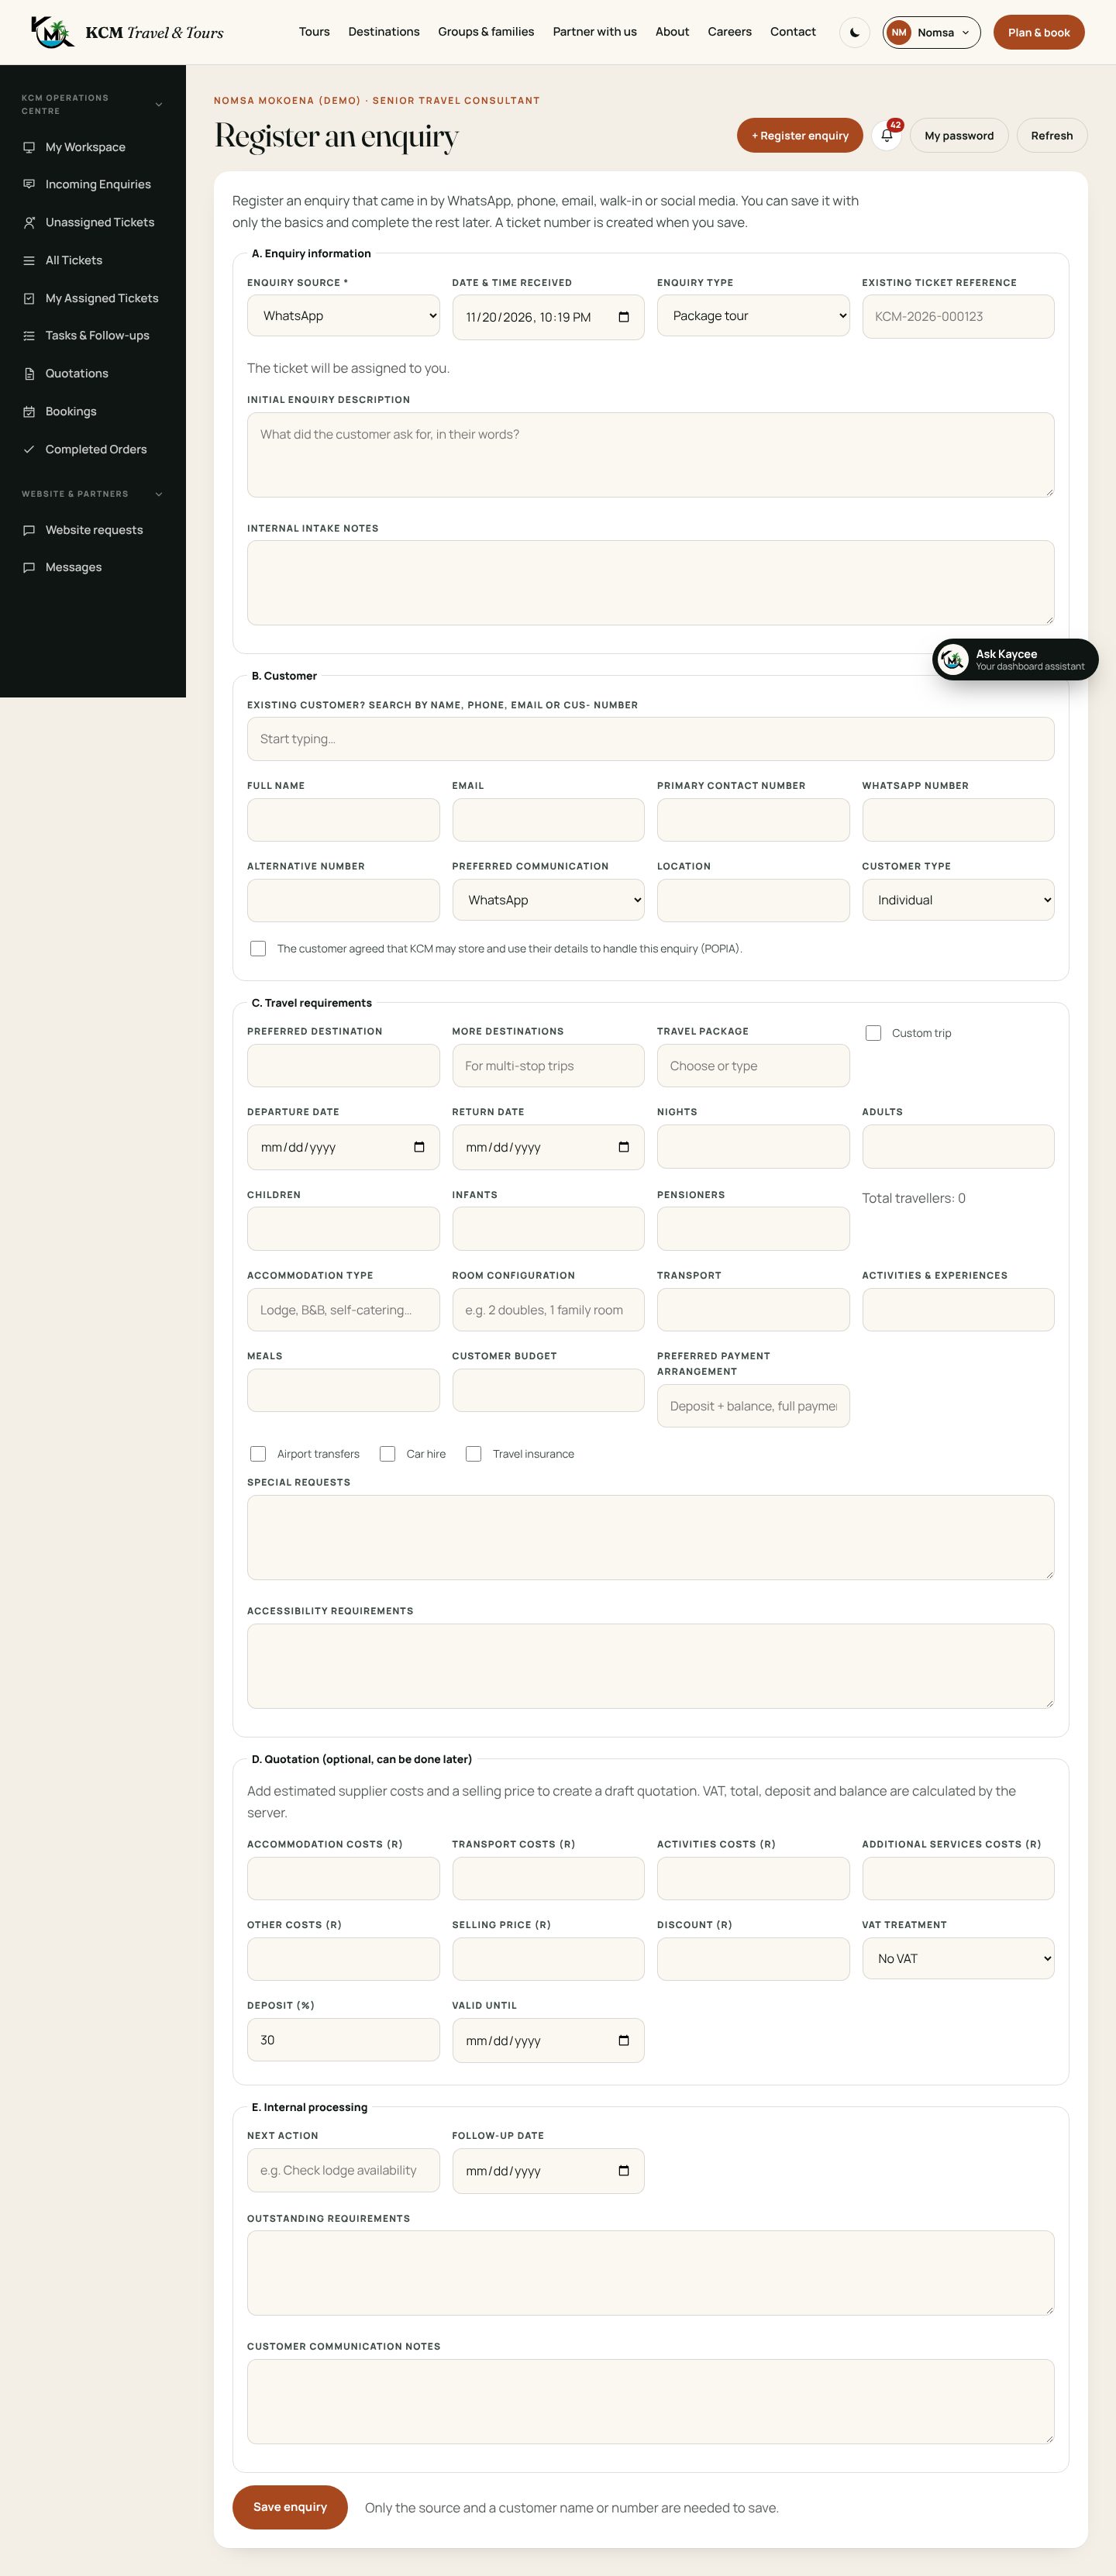 KCM Travel & Tours
Tours
Destinations
Groups & families
Partner with us
About
Careers
Contact
NM
Nomsa
Plan & book
KCM OPERATIONS
CENTRE
My Workspace
Incoming Enquiries
Unassigned Tickets
All Tickets
My Assigned Tickets
Tasks & Follow-ups
Quotations
Bookings
Completed Orders
WEBSITE & PARTNERS
Website requests
Messages
NOMSA MOKOENA (DEMO) · SENIOR TRAVEL CONSULTANT
Register an enquiry
+ Register enquiry
42
My password
Refresh
Register an enquiry that came in by WhatsApp, phone, email, walk-in or social media. You can save it with
only the basics and complete the rest later. A ticket number is created when you save.
A. Enquiry information
ENQUIRY SOURCE *
DATE & TIME RECEIVED
ENQUIRY TYPE
EXISTING TICKET REFERENCE
WhatsApp
11/20/2026, 10:19 PM
Package tour
KCM-2026-000123
The ticket will be assigned to you.
INITIAL ENQUIRY DESCRIPTION
What did the customer ask for, in their words?
INTERNAL INTAKE NOTES
Ask Kaycee
Your dashboard assistant
B. Customer
EXISTING CUSTOMER? SEARCH BY NAME, PHONE, EMAIL OR CUS- NUMBER
Start typing…
FULL NAME
EMAIL
PRIMARY CONTACT NUMBER
WHATSAPP NUMBER
ALTERNATIVE NUMBER
PREFERRED COMMUNICATION
LOCATION
CUSTOMER TYPE
WhatsApp
Individual
The customer agreed that KCM may store and use their details to handle this enquiry (POPIA).
C. Travel requirements
PREFERRED DESTINATION
MORE DESTINATIONS
TRAVEL PACKAGE
Custom trip
For multi-stop trips
Choose or type
DEPARTURE DATE
RETURN DATE
NIGHTS
ADULTS
mm/dd/yyyy
mm/dd/yyyy
CHILDREN
INFANTS
PENSIONERS
Total travellers: 0
ACCOMMODATION TYPE
ROOM CONFIGURATION
TRANSPORT
ACTIVITIES & EXPERIENCES
Lodge, B&B, self-catering…
e.g. 2 doubles, 1 family room
MEALS
CUSTOMER BUDGET
PREFERRED PAYMENT
ARRANGEMENT
Deposit + balance, full payme
Airport transfers
Car hire
Travel insurance
SPECIAL REQUESTS
ACCESSIBILITY REQUIREMENTS
D. Quotation (optional, can be done later)
Add estimated supplier costs and a selling price to create a draft quotation. VAT, total, deposit and balance are calculated by the
server.
ACCOMMODATION COSTS (R)
TRANSPORT COSTS (R)
ACTIVITIES COSTS (R)
ADDITIONAL SERVICES COSTS (R)
OTHER COSTS (R)
SELLING PRICE (R)
DISCOUNT (R)
VAT TREATMENT
No VAT
DEPOSIT (%)
VALID UNTIL
30
mm/dd/yyyy
E. Internal processing
NEXT ACTION
FOLLOW-UP DATE
e.g. Check lodge availability
mm/dd/yyyy
OUTSTANDING REQUIREMENTS
CUSTOMER COMMUNICATION NOTES
Save enquiry
Only the source and a customer name or number are needed to save.